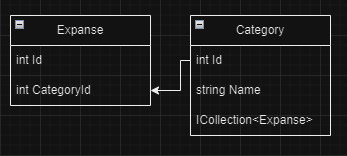 Expanse
int Id
int CategoryId
Category
int Id
string Name
ICollection<Expanse>